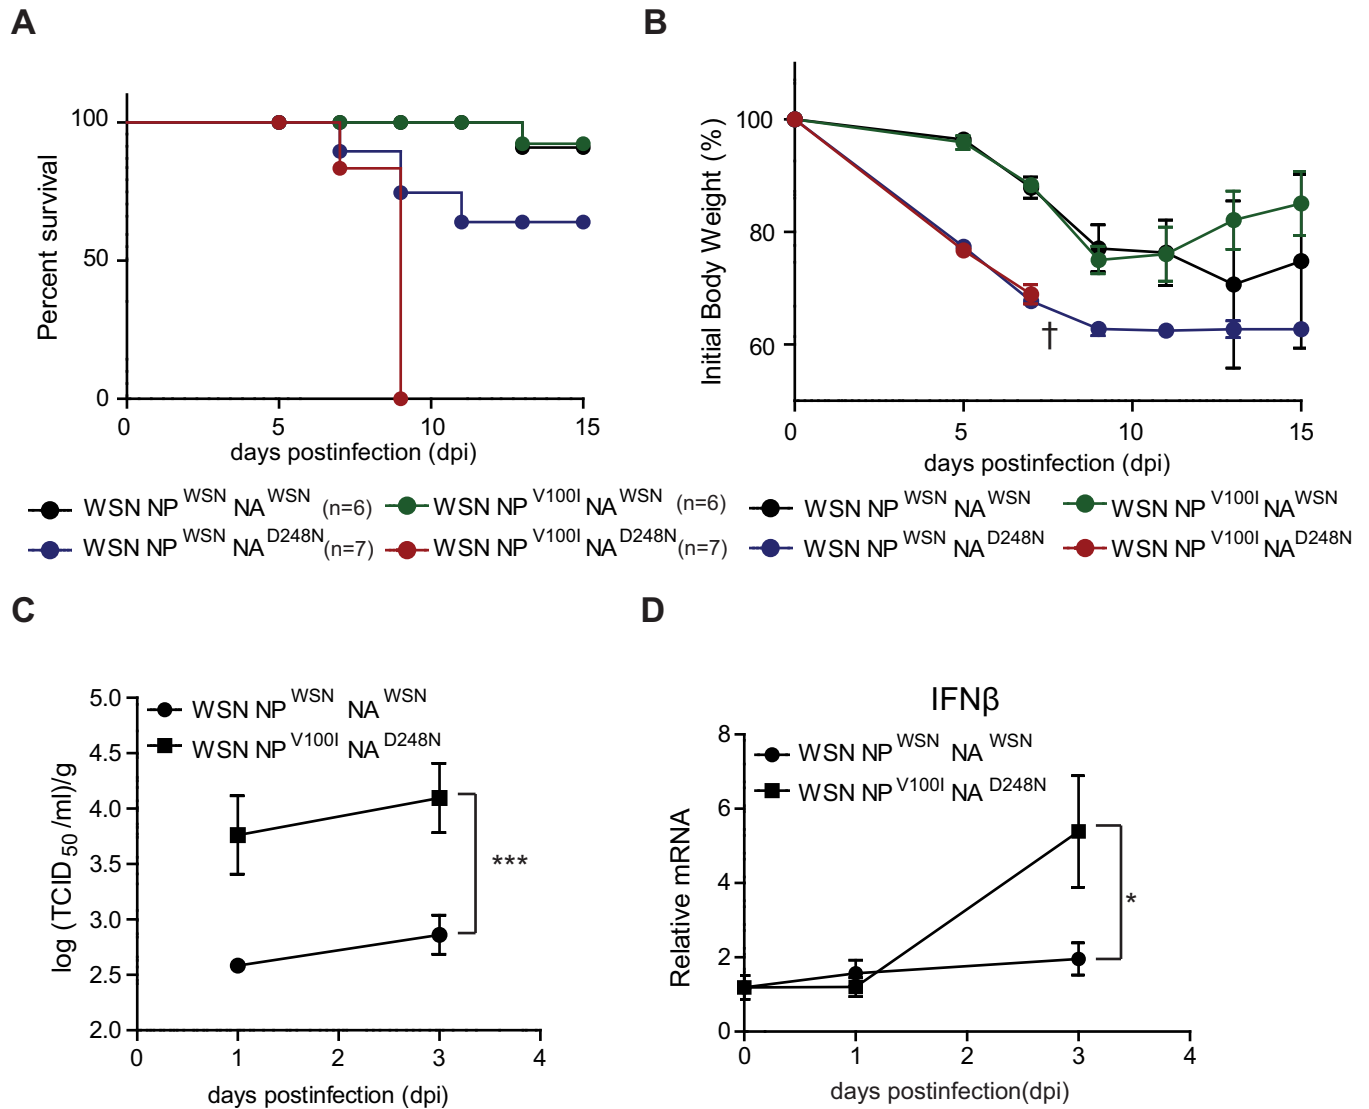 A
Percent survival
100
50
0
0 5 10 15
days postinfection (dpi)
WSN NP WSN NA WSN (n=6)
WSN NP V100I NA WSN (n=6)
WSN NP WSN NA D248N (n=7)
WSN NP V100I NA D248N (n=7)
B
Initial Body Weight (%)
100
80
60
†
0 5 10 15
days postinfection (dpi)
WSN NP WSN NA WSN
WSN NP V100I NA WSN
WSN NP WSN NA D248N
WSN NP V100I NA D248N
C
log (TCID50/ml)/g
5.0
4.5
4.0
3.5
3.0
2.5
2.0
WSN NP WSN NA WSN
WSN NP V100I NA D248N
***
0 1 2 3 4
days postinfection (dpi)
D
IFNβ
Relative mRNA
8
6
4
2
0
WSN NP WSN NA WSN
WSN NP V100I NA D248N
*
0 1 2 3 4
days postinfection(dpi)